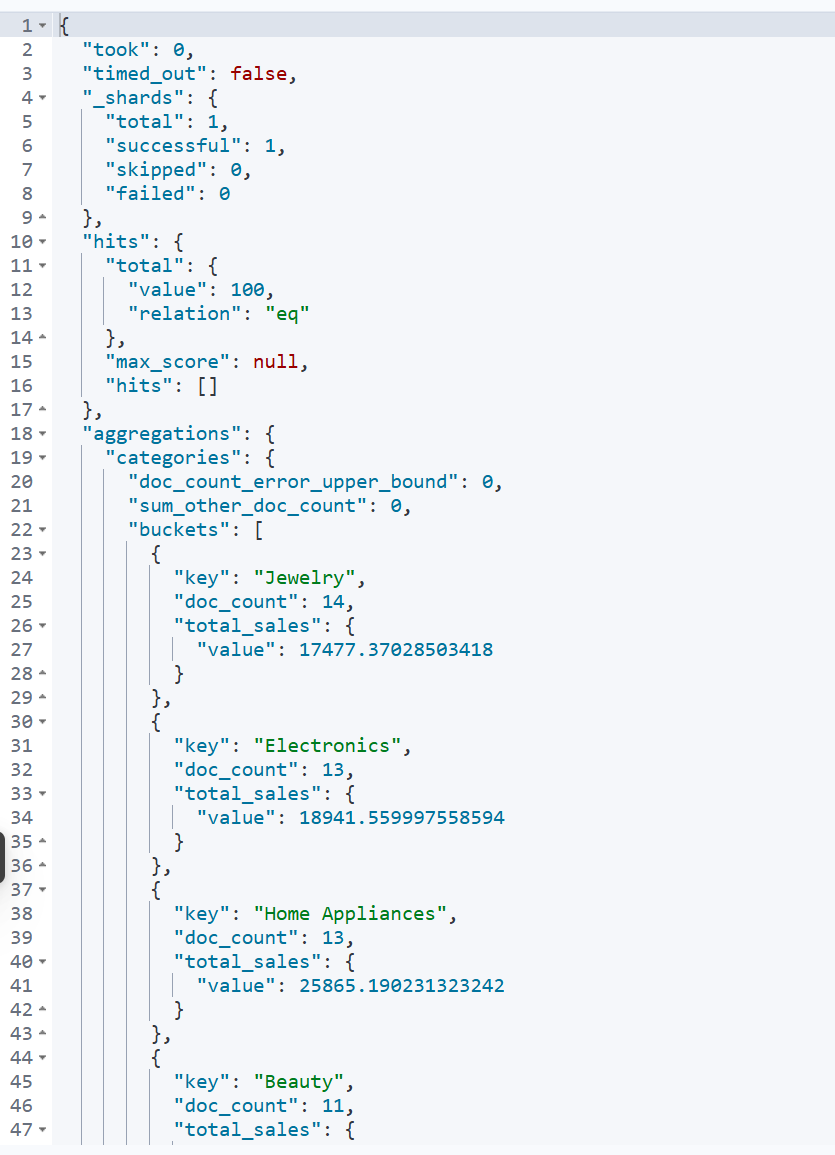 1 {
2 "took": 0,
3 "timed_out": false,
4 "_shards": {
5 "total": 1,
6 "successful": 1,
7 "skipped": 0,
8 "failed": 0
9 },
10 "hits": {
11 "total": {
12 "value": 100,
13 "relation": "eq"
14 },
15 "max_score": null,
16 "hits": []
17 },
18 "aggregations": {
19 "categories": {
20 "doc_count_error_upper_bound": 0,
21 "sum_other_doc_count": 0,
22 "buckets": [
23 {
24 "key": "Jewelry",
25 "doc_count": 14,
26 "total_sales": {
27 "value": 17477.37028503418
28 }
29 },
30 {
31 "key": "Electronics",
32 "doc_count": 13,
33 "total_sales": {
34 "value": 18941.559997558594
35 }
36 },
37 {
38 "key": "Home Appliances",
39 "doc_count": 13,
40 "total_sales": {
41 "value": 25865.190231323242
42 }
43 },
44 {
45 "key": "Beauty",
46 "doc_count": 11,
47 "total_sales": {